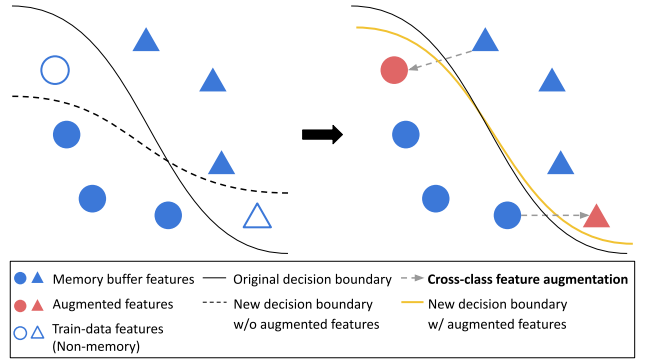 Memory buffer features
Original decision boundary
Cross-class feature augmentation
Augmented features
New decision boundary
w/o augmented features
New decision boundary
w/ augmented features
Train-data features
(Non-memory)